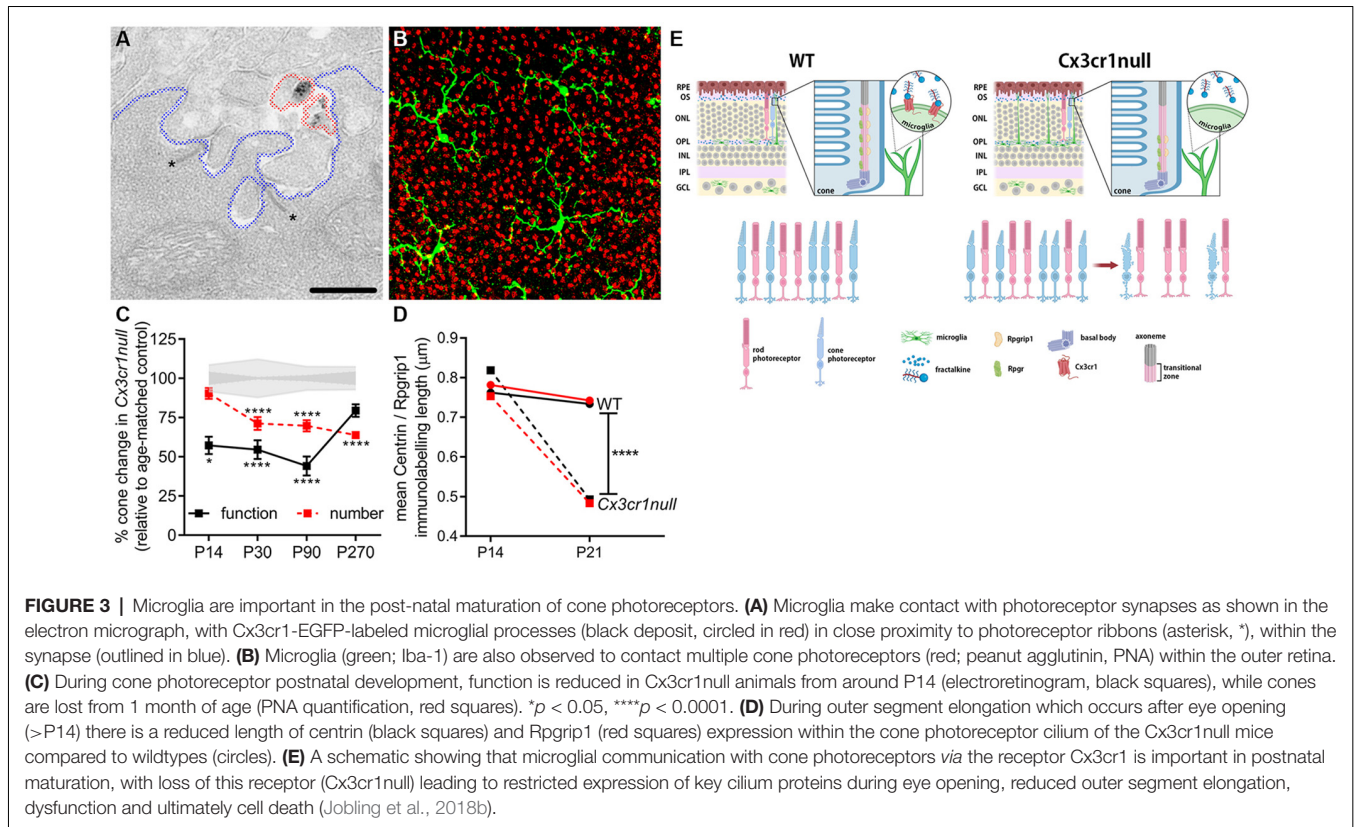 A
*
*
B
C
% cone change in Cx3cr1null
(relative to age-matched control)
125
100
75
50
25
0
****
****
*
****
****
****
function
number
P14
P30
P90
P270
D
mean Centrin / Rpgrip1
immunolabelling length (μm)
0.9
0.8
0.7
0.6
0.5
0.4
WT
****
Cx3cr1null
P14
P21
E
WT
RPE
OS
ONL
OPL
INL
IPL
GCL
microglia
cone
Cx3cr1null
RPE
OS
ONL
OPL
INL
IPL
GCL
microglia
cone
rod
photoreceptor
cone
photoreceptor
microglia
fractalkine
Rpgrip1
Rpgr
basal body
Cx3cr1
axoneme
transitional
zone
FIGURE 3 | Microglia are important in the post-natal maturation of cone photoreceptors. (A) Microglia make contact with photoreceptor synapses as shown in the
electron micrograph, with Cx3cr1-EGFP-labeled microglial processes (black deposit, circled in red) in close proximity to photoreceptor ribbons (asterisk, *), within the
synapse (outlined in blue). (B) Microglia (green; Iba-1) are also observed to contact multiple cone photoreceptors (red; peanut agglutinin, PNA) within the outer retina.
(C) During cone photoreceptor postnatal development, function is reduced in Cx3cr1null animals from around P14 (electroretinogram, black squares), while cones
are lost from 1 month of age (PNA quantification, red squares). *p < 0.05, ****p < 0.0001. (D) During outer segment elongation which occurs after eye opening
(>P14) there is a reduced length of centrin (black squares) and Rpgrip1 (red squares) expression within the cone photoreceptor cilium of the Cx3cr1null mice
compared to wildtypes (circles). (E) A schematic showing that microglial communication with cone photoreceptors via the receptor Cx3cr1 is important in postnatal
maturation, with loss of this receptor (Cx3cr1null) leading to restricted expression of key cilium proteins during eye opening, reduced outer segment elongation,
dysfunction and ultimately cell death (Jobling et al., 2018b).